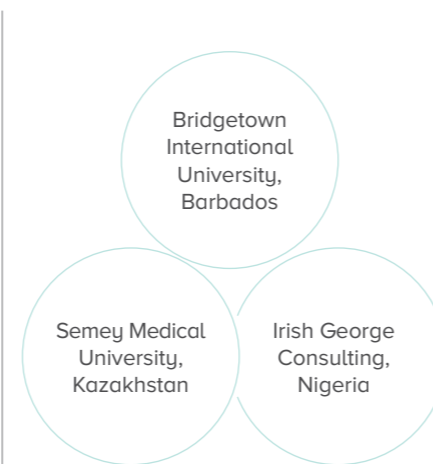 Bridgetown
International
University,
Barbados
Semey Medical
University,
Kazakhstan
Irish George
Consulting,
Nigeria